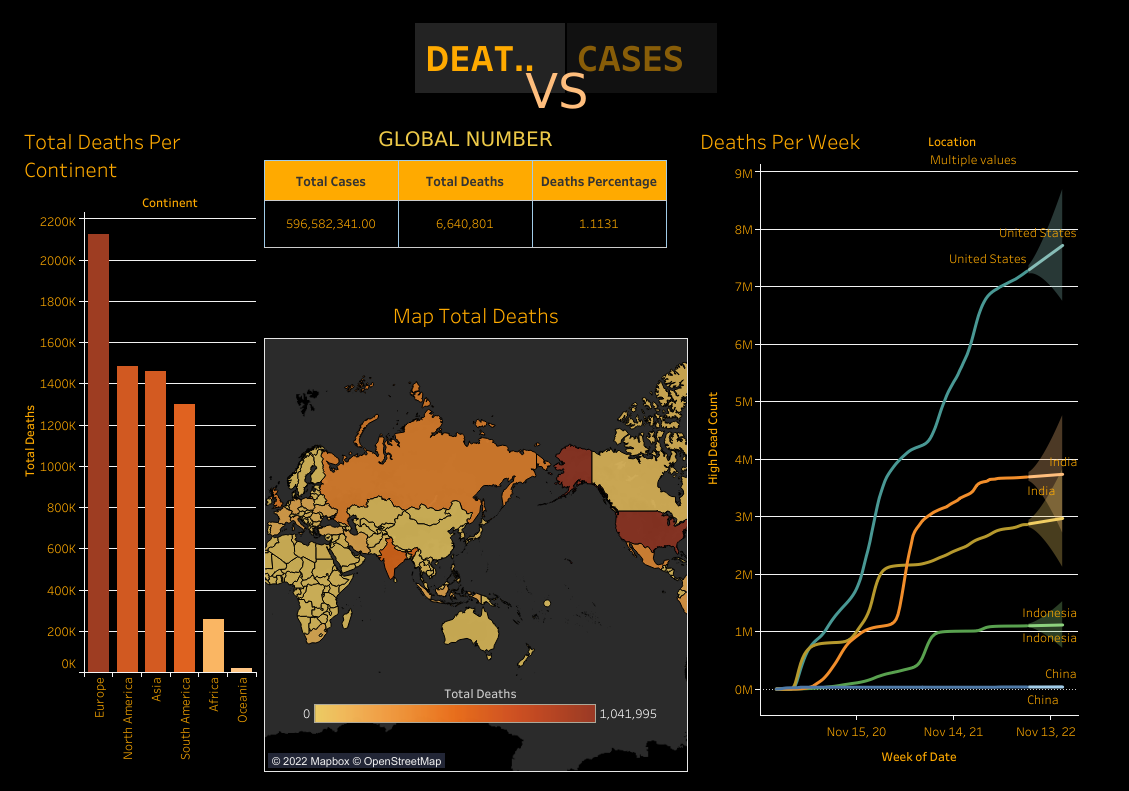 DEAT..
CASES
VS
Total Deaths Per
Continent
Continent
2200K
2000K
1800K
1600K
1400K
1200K
1000K
800K
600K
400K
200K
0K
Total Deaths
Europe
North America
Asia
South America
Africa
Oceania
GLOBAL NUMBER
Total Cases Total Deaths Deaths Percentage
596,582,341.00 6,640,801 1.1131
Map Total Deaths
Total Deaths
0 1,041,995
© 2022 Mapbox © OpenStreetMap
Deaths Per Week
Location
Multiple values
9M
8M
7M
6M
5M
4M
3M
2M
1M
0M
High Dead Count
United States
United States
India
India
Indonesia
Indonesia
China
China
Nov 15, 20 Nov 14, 21 Nov 13, 22
Week of Date